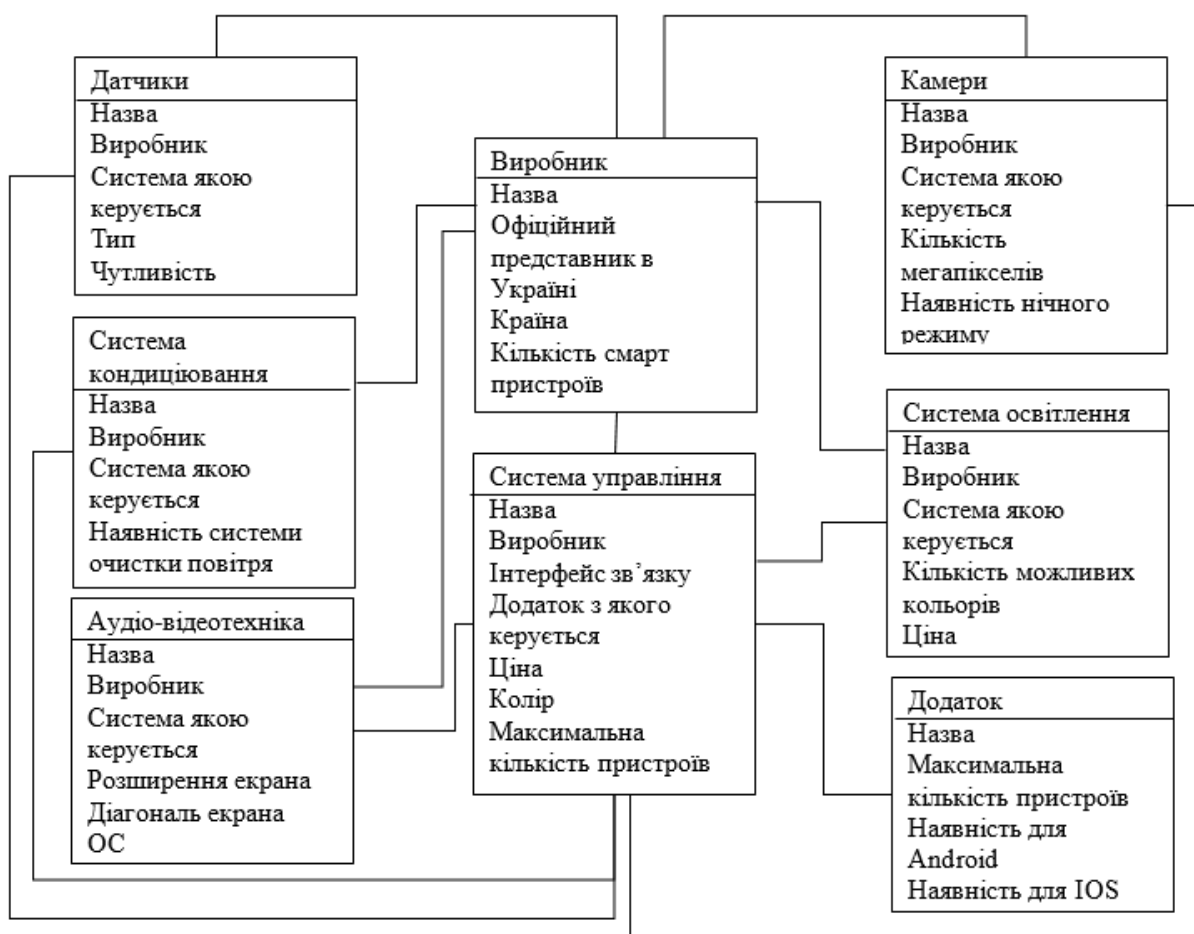 Датчики
Назва
Виробник
Система якою
керується
Тип
Чутливість
Система
кондиціювання
Назва
Виробник
Система якою
керується
Наявність системи
очистки повітря
Аудіо-відеотехніка
Назва
Виробник
Система якою
керується
Розширення екрана
Діагональ екрана
ОС
Виробник
Назва
Офіційний
представник в
Україні
Країна
Кількість смарт
пристроїв
Система управління
Назва
Виробник
Інтерфейс зв’язку
Додаток з якого
керується
Ціна
Колір
Максимальна
кількість пристроїв
Камери
Назва
Виробник
Система якою
керується
Кількість
мегапікселів
Наявність нічного
режиму
Система освітлення
Назва
Виробник
Система якою
керується
Кількість можливих
кольорів
Ціна
Додаток
Назва
Максимальна
кількість пристроїв
Наявність для
Android
Наявність для IOS